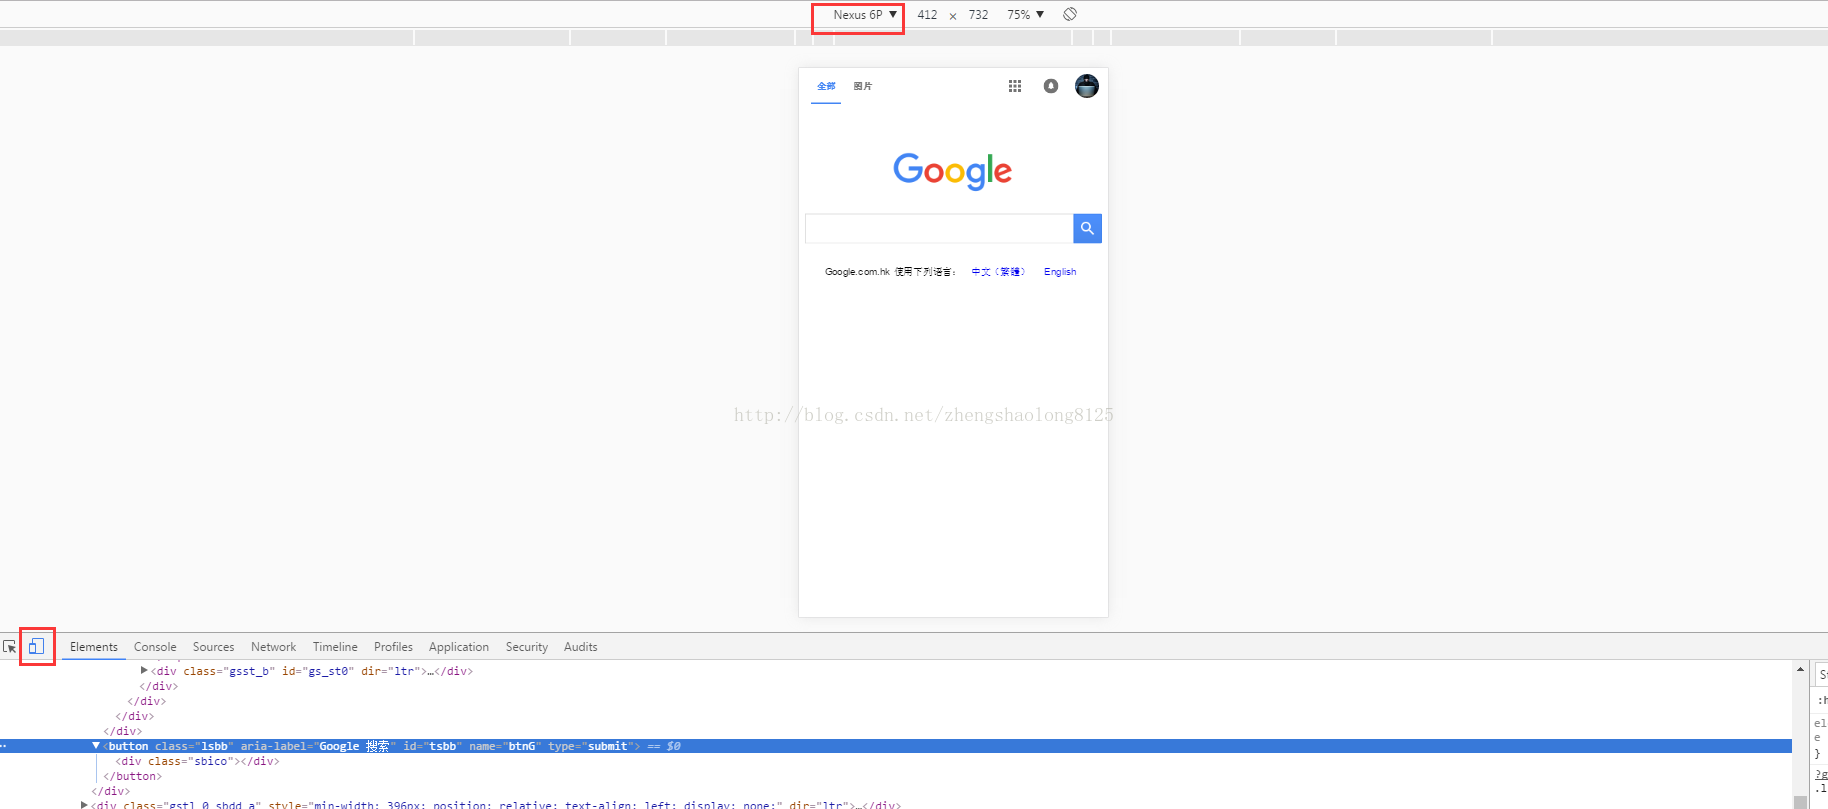 Nexus 6P ▼ 412 × 732 75% ▼
全部 图片
Google
Google.com.hk 使用下列语言： 中文（繁體） English
http://blog.csdn.net/zhengshaolong8125
Elements Console Sources Network Timeline Profiles Application Security Audits
▶<div class="gsst_b" id="gs_st0" dir="ltr">…</div>
</div>
</div>
</div>
</div>
▼<button class="lsbb" aria-label="Google 搜索" id="tsbb" name="btnG" type="submit"> == $0
<div class="sbico"></div>
</button>
</div>
▶<div class="gstl_0 sbdd_a" style="min-width: 396px; position: relative; text-align: left; display: none;" dir="ltr">…</div>
St
:h
el
e
}
?g
.l